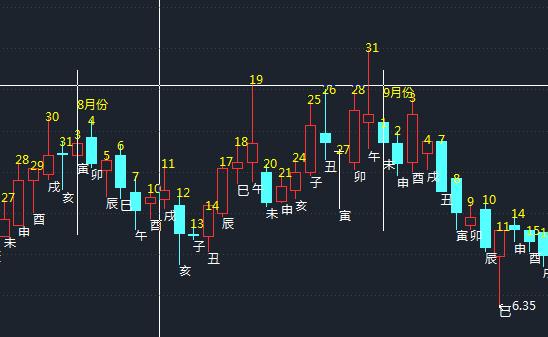 27
未
28
申
29
酉
30
戌
31
亥
8月份
3
寅
4
卯
5
辰
6
巳
7
午
10
酉
11
戌
12
亥
13
子
14
丑
17
辰
18
巳
19
午
20
未
21
申
24
亥
25
子
26
丑
27
寅
28
卯
31
午
9月份
1
未
2
申
3
酉
4
戌
7
丑
8
寅
9
卯
10
辰
11
巳
←6.35
14
申
15
酉